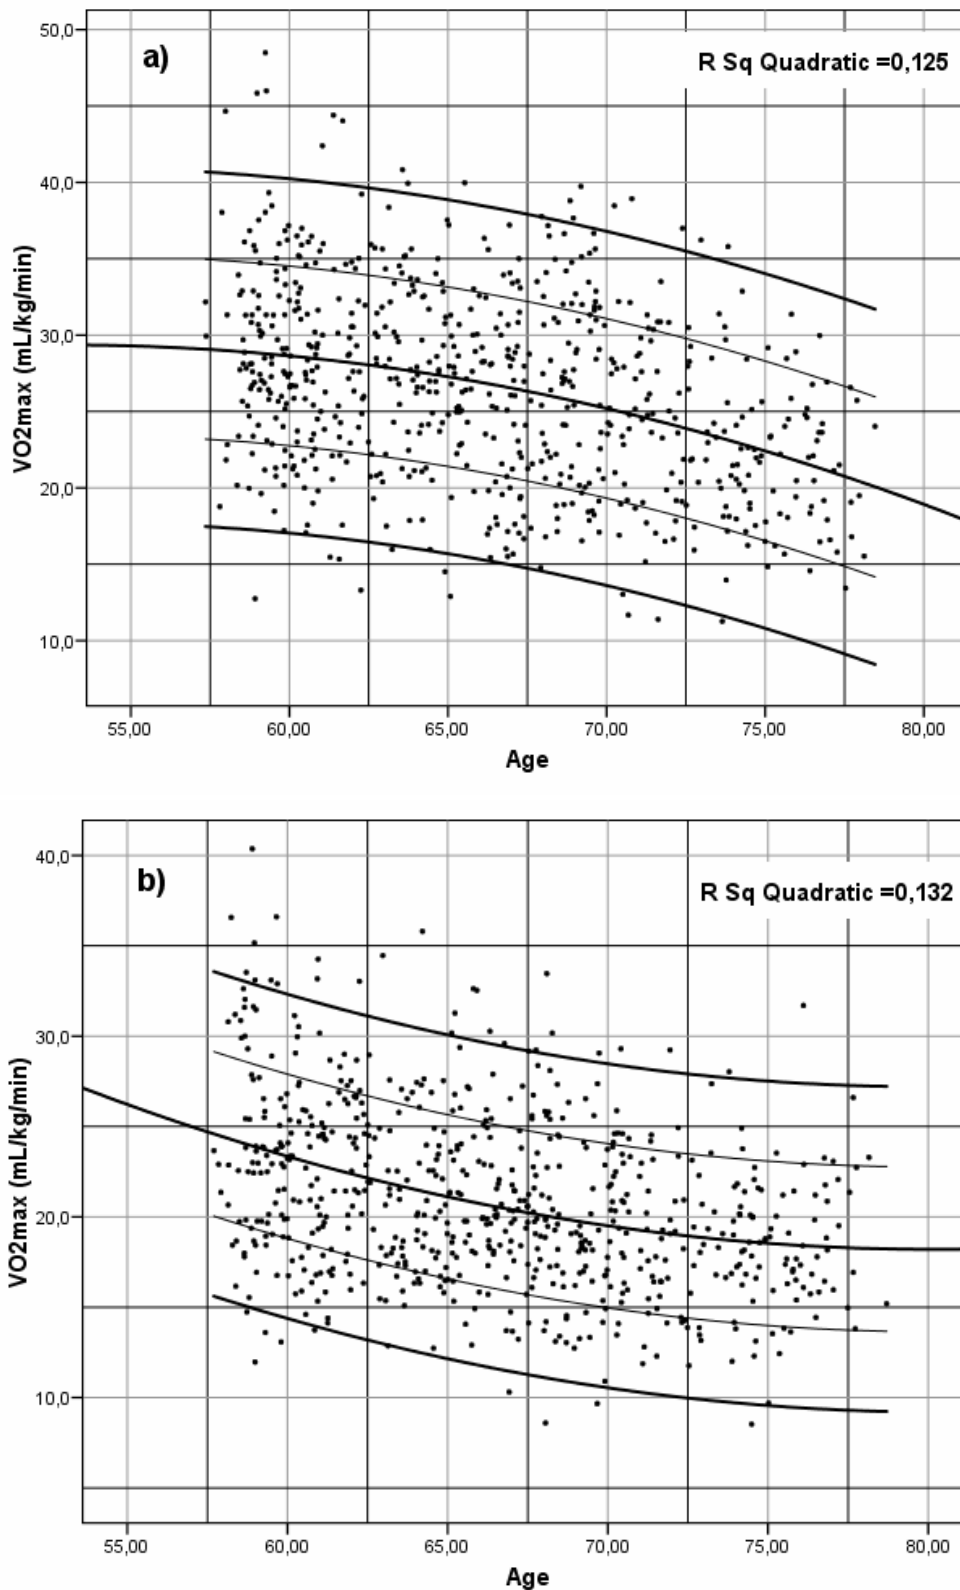 a)
R Sq Quadratic =0,125
50,0
40,0
30,0
20,0
10,0
VO2max (mL/kg/min)
55,00 60,00 65,00 70,00 75,00 80,00
Age
b)
R Sq Quadratic =0,132
40,0
30,0
20,0
10,0
VO2max (mL/kg/min)
55,00 60,00 65,00 70,00 75,00 80,00
Age